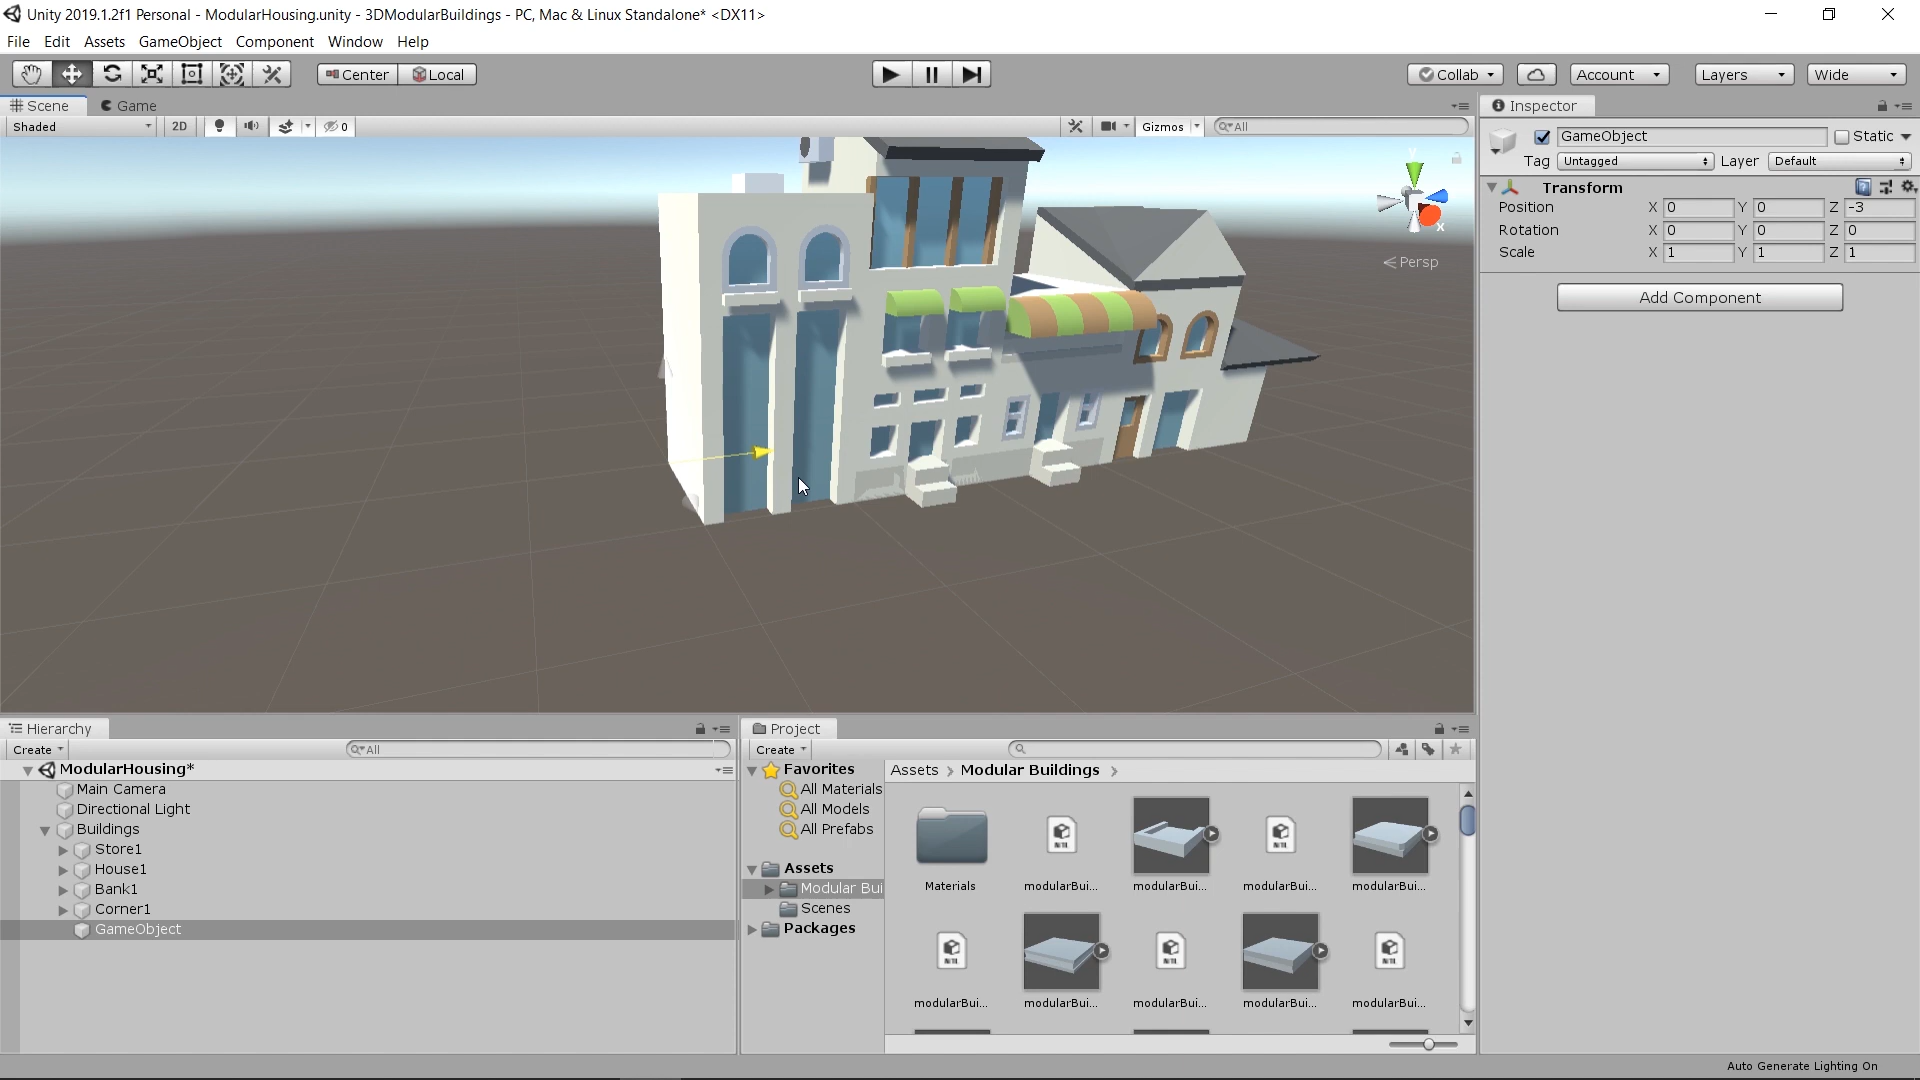 Unity 2019.1.2f1 Personal - ModularHousing.unity - 3DModularBuildings - PC, Mac & Linux Standalone* <DX11>
File Edit Assets GameObject Component Window Help
Center Local Collab Account Layers Wide
Scene Game
Shaded 2D 0 Gizmos All
Inspector
GameObject Static
Tag Untagged Layer Default
Transform
Position X 0 Y 0 Z -3
Rotation X 0 Y 0 Z 0
Scale X 1 Y 1 Z 1
Add Component
x
Persp
Hierarchy
Create All
ModularHousing*
Main Camera
Directional Light
Buildings
Store1
House1
Bank1
Corner1
GameObject
Project
Create
Favorites
All Materials
All Models
All Prefabs
Assets
Modular Bui
Scenes
Packages
Assets Modular Buildings
Materials modularBui... modularBui... modularBui... modularBui...
modularBui... modularBui... modularBui... modularBui... modularBui...
Auto Generate Lighting On